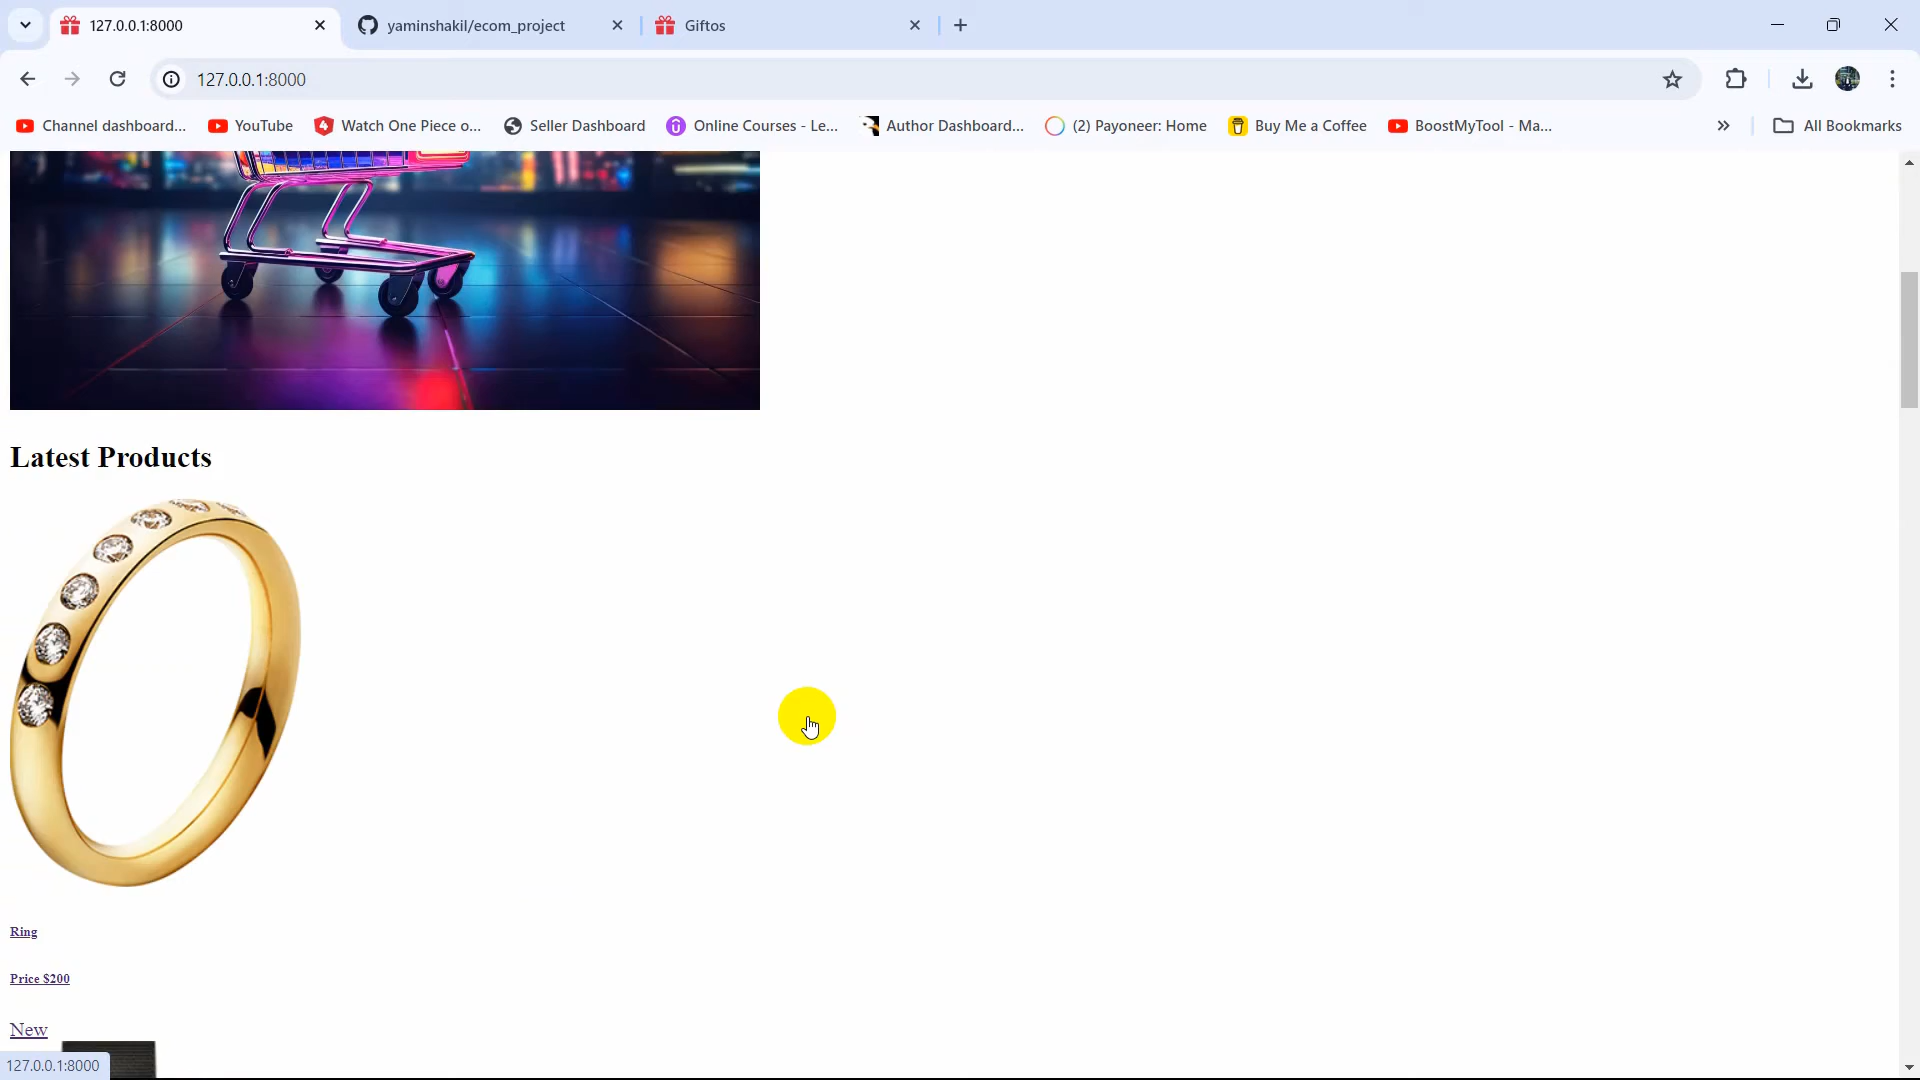 127.0.0.1:8000
yaminshakil/ecom_project
Giftos
127.0.0.1:8000
Channel dashboard...
YouTube
Watch One Piece o...
Seller Dashboard
Online Courses - Le...
Author Dashboard...
(2) Payoneer: Home
Buy Me a Coffee
BoostMyTool - Ma...
All Bookmarks
Latest Products
Ring
Price $200
New
127.0.0.1:8000